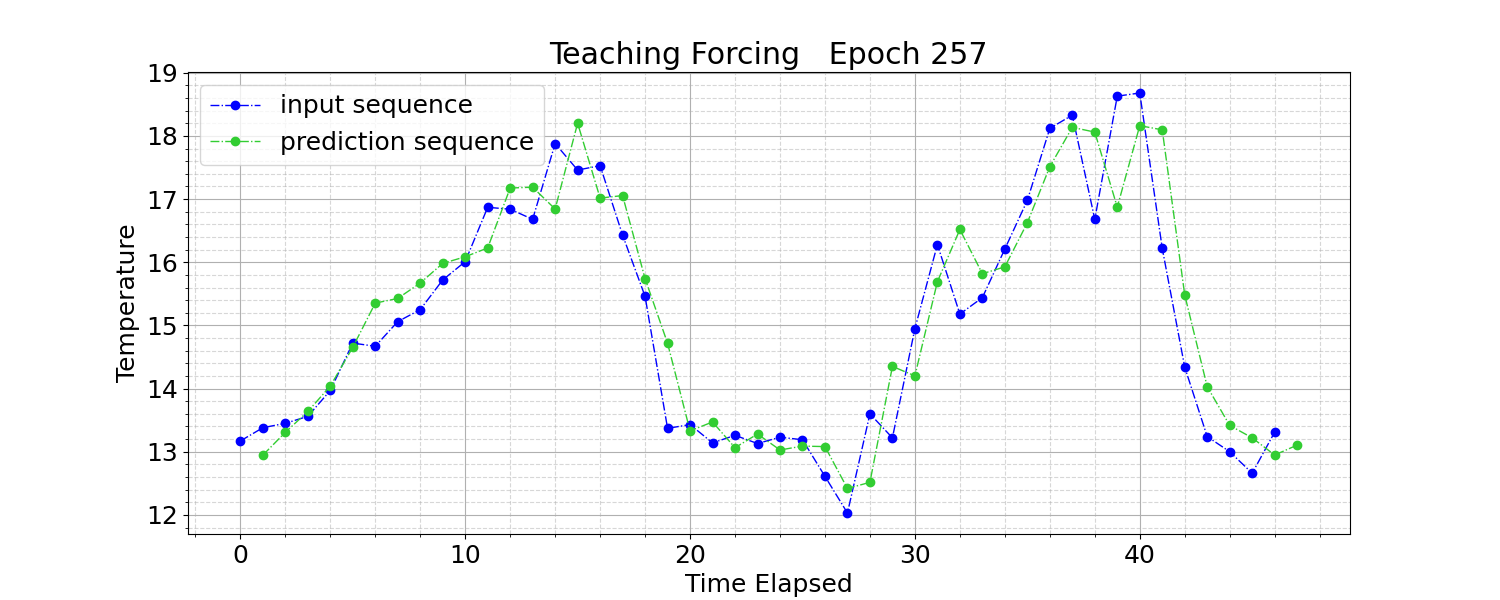 Teaching Forcing   Epoch 257
input sequence
prediction sequence
Temperature
19
18
17
16
15
14
13
12
0 10 20 30 40
Time Elapsed